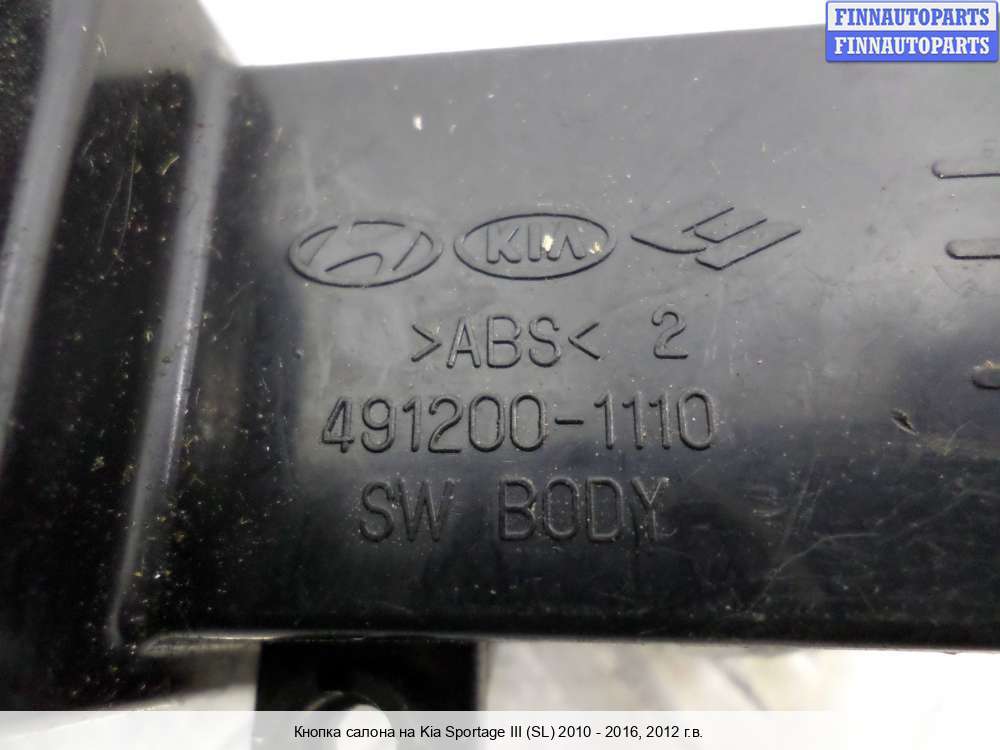 FINNAUTOPARTS
FINNAUTOPARTS
KIA
>ABS< 2
491200-1110
SW BODY
Кнопка салона на Kia Sportage III (SL) 2010 - 2016, 2012 г.в.